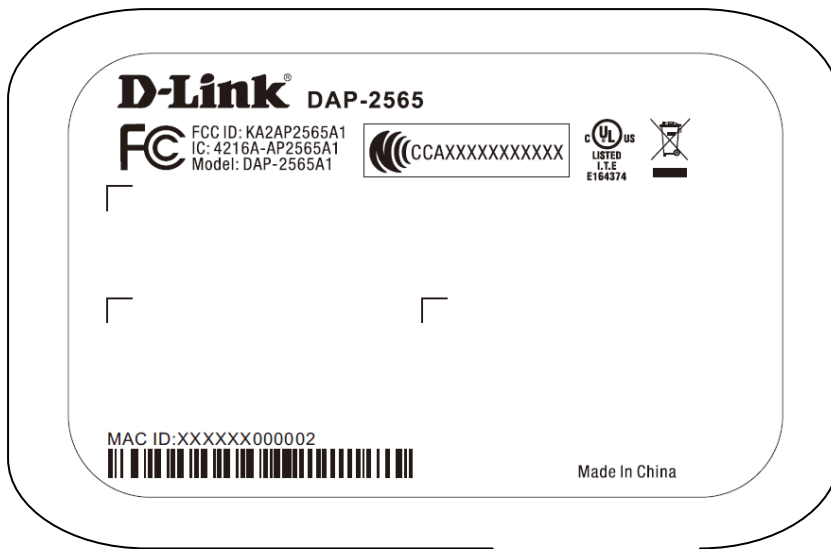 D-Link® DAP-2565
FC FCC ID: KA2AP2565A1
IC: 4216A-AP2565A1
Model: DAP-2565A1
CCAXXXXXXXXXXX
C UL US
LISTED
I.T.E
E164374
MAC ID:XXXXXX000002
Made In China